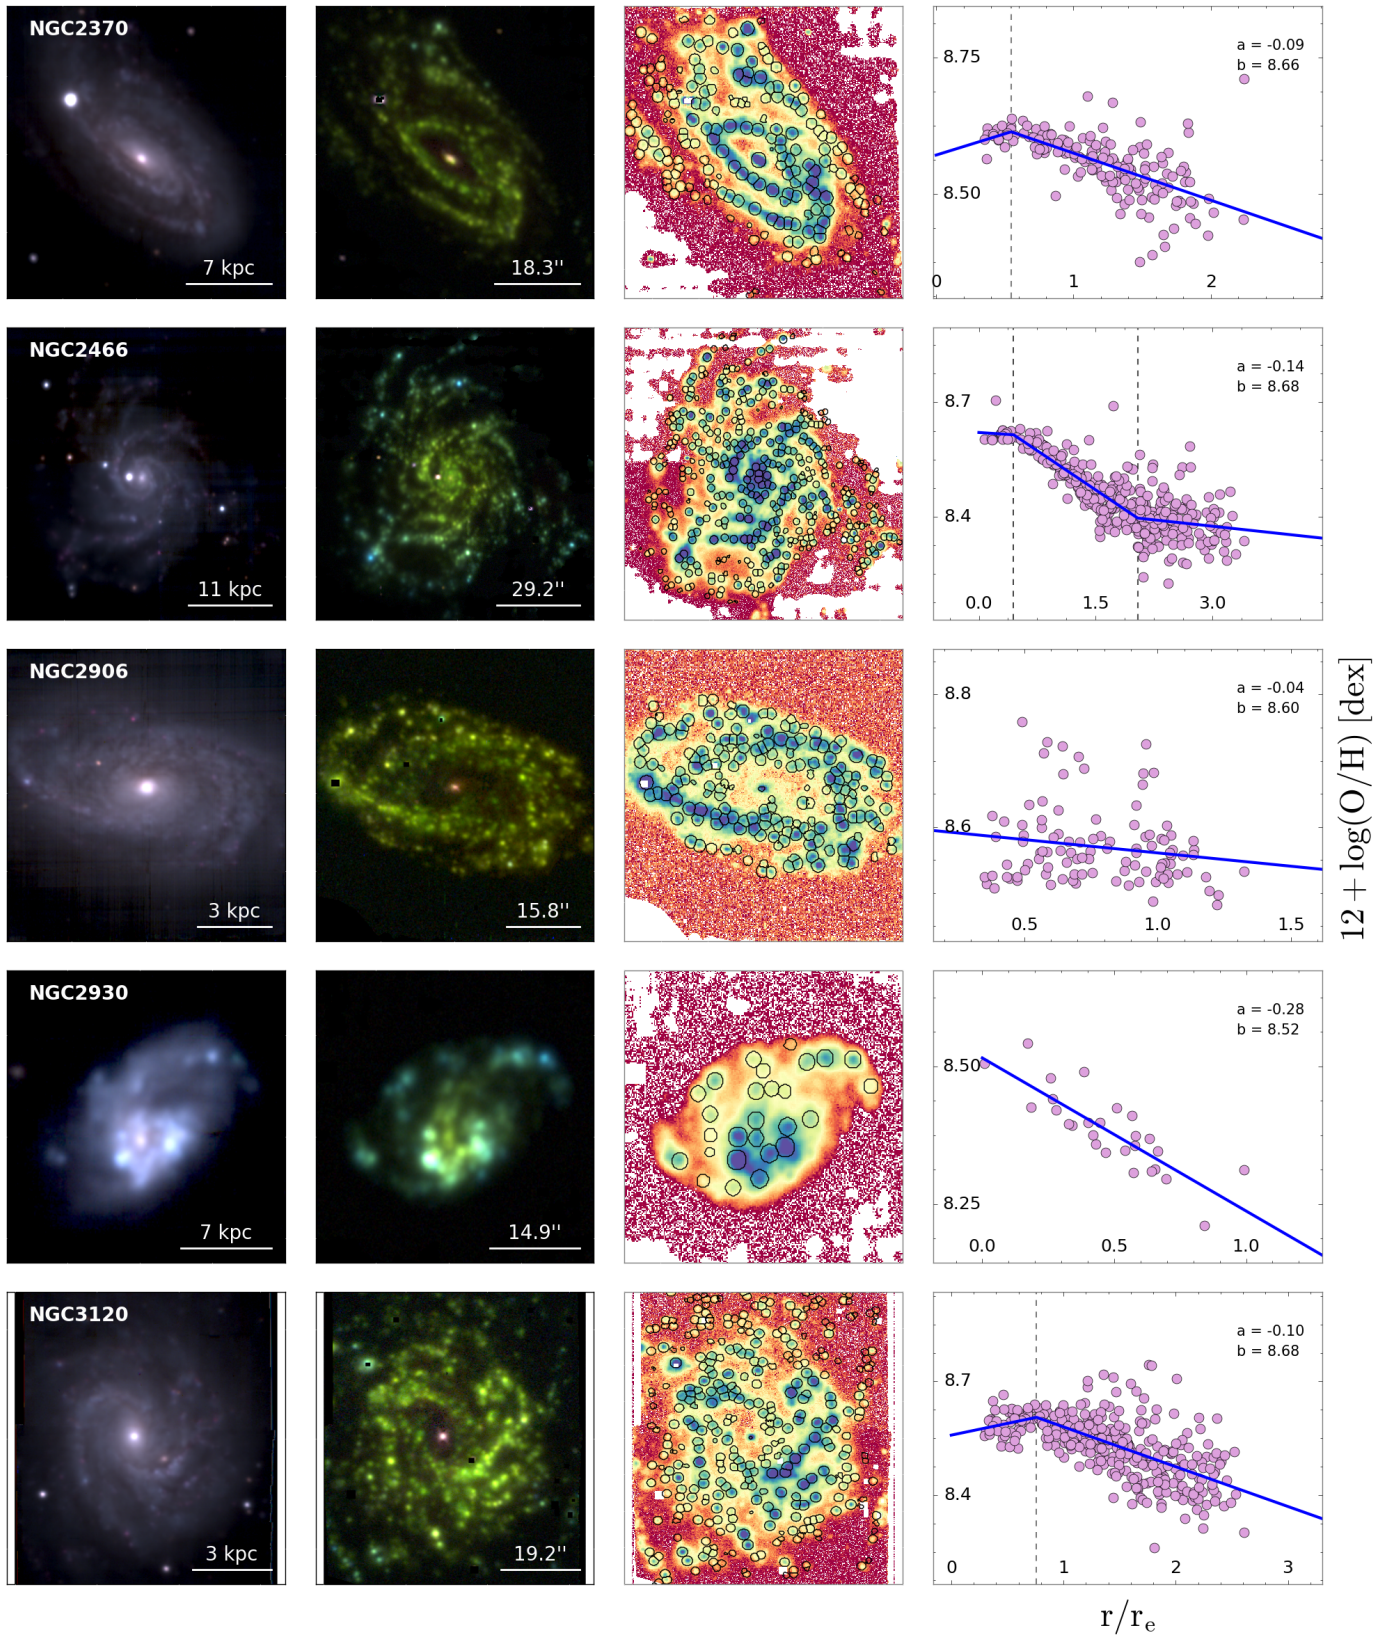 NGC2370
7 kpc
18.3''
a = -0.09
b = 8.66
8.75
8.50
0 1 2
NGC2466
11 kpc
29.2''
a = -0.14
b = 8.68
8.7
8.4
0.0 1.5 3.0
NGC2906
3 kpc
15.8''
a = -0.04
b = 8.60
8.8
8.6
0.5 1.0 1.5
12 + log(O/H) [dex]
NGC2930
7 kpc
14.9''
a = -0.28
b = 8.52
8.50
8.25
0.0 0.5 1.0
NGC3120
3 kpc
19.2''
a = -0.10
b = 8.68
8.7
8.4
0 1 2 3
r/re